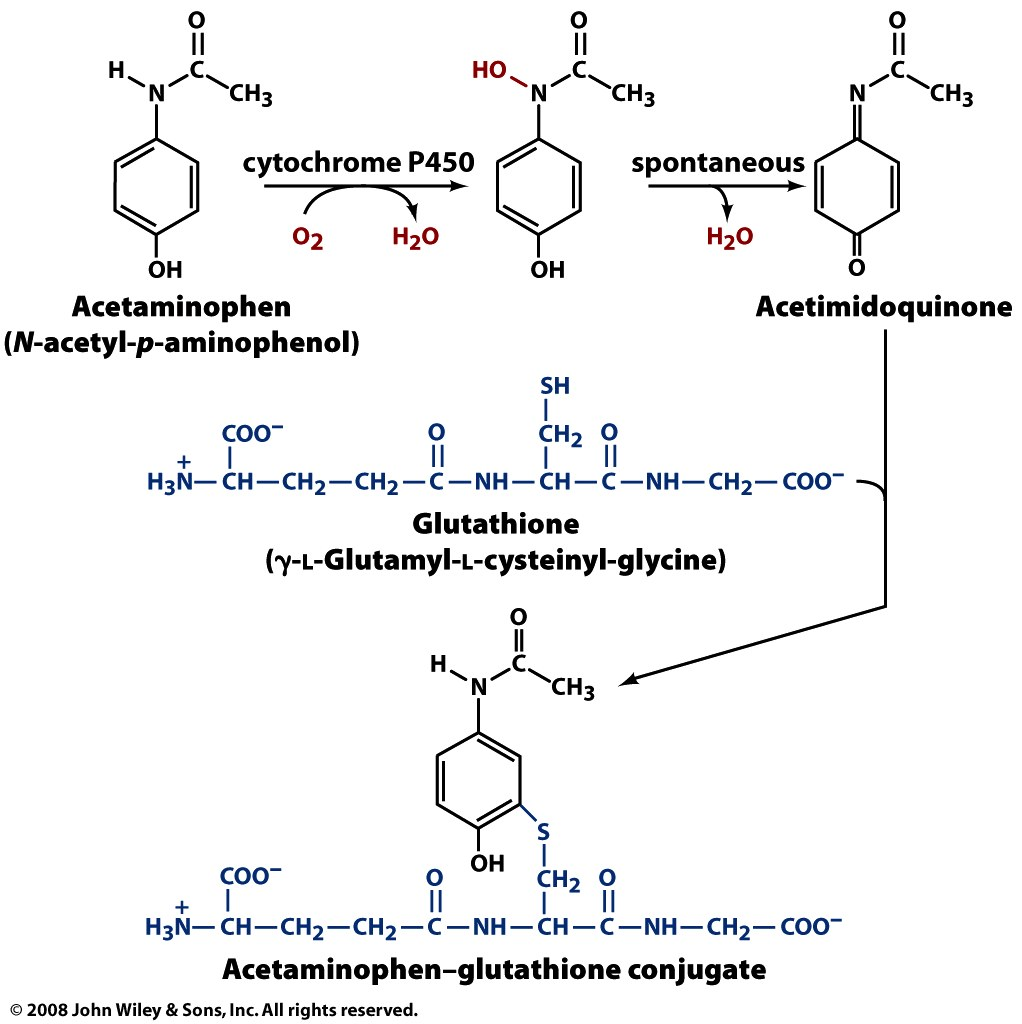 O O O
H HO
N C CH₃ N C CH₃ N C CH₃
cytochrome P450 spontaneous
O₂ H₂O H₂O
OH OH O
Acetaminophen Acetimidoquinone
(N-acetyl-p-aminophenol)
SH
COO⁻ O CH₂ O
+
H₃N—CH—CH₂—CH₂—C—NH—CH—C—NH—CH₂—COO⁻
Glutathione
(γ-L-Glutamyl-L-cysteinyl-glycine)
O
H C
N CH₃
S
OH
COO⁻ O CH₂ O
+
H₃N—CH—CH₂—CH₂—C—NH—CH—C—NH—CH₂—COO⁻
Acetaminophen–glutathione conjugate
© 2008 John Wiley & Sons, Inc. All rights reserved.